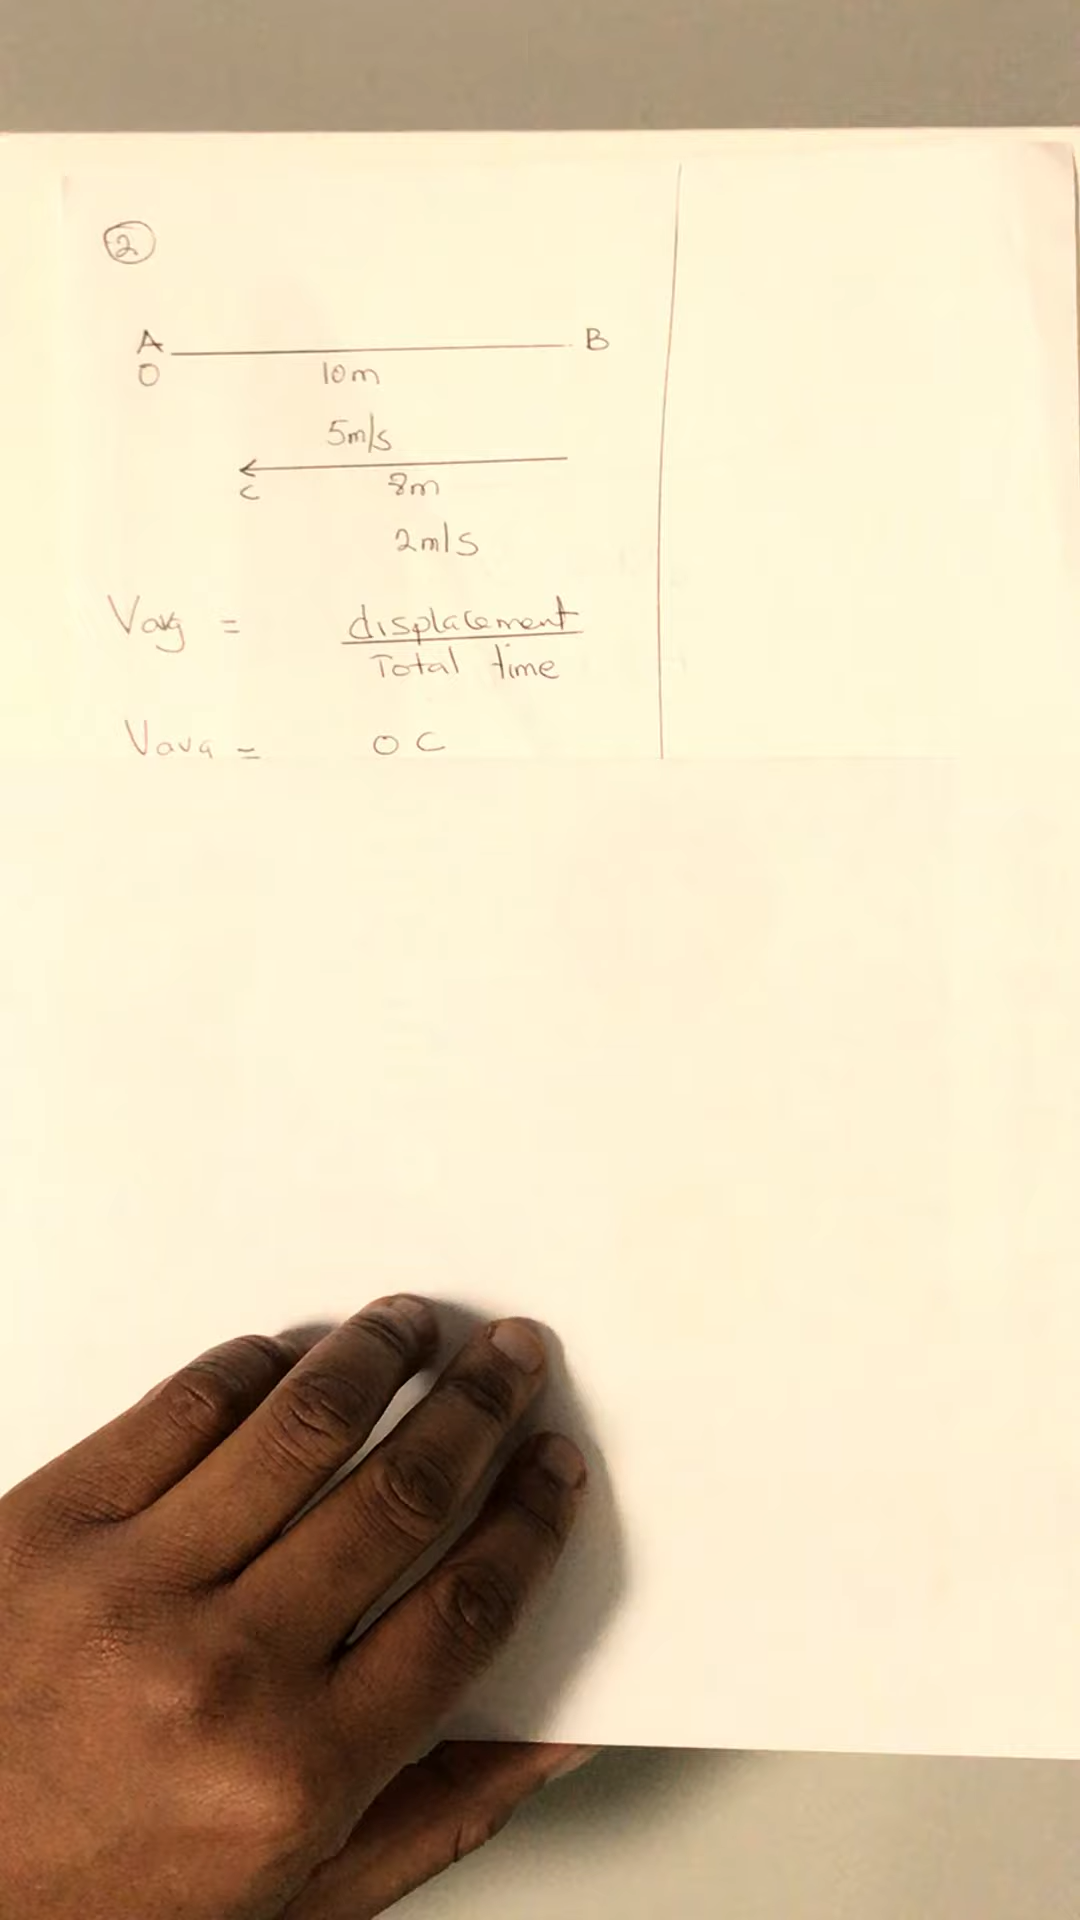 2
A B
O 10m
5m/s
C 8m
2m/s
Vavg = displacement
Total time
Vavg = OC